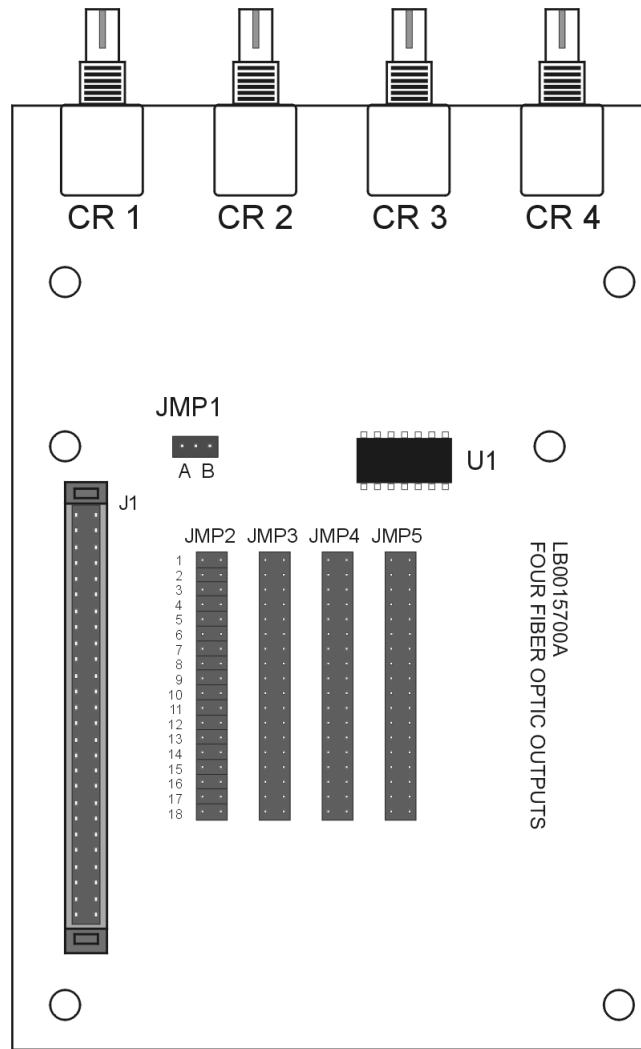 CR 1 CR 2 CR 3 CR 4
JMP1
A B
U1
J1
JMP2 JMP3 JMP4 JMP5
1
2
3
4
5
6
7
8
9
10
11
12
13
14
15
16
17
18
LB0015700A
FOUR FIBER OPTIC OUTPUTS